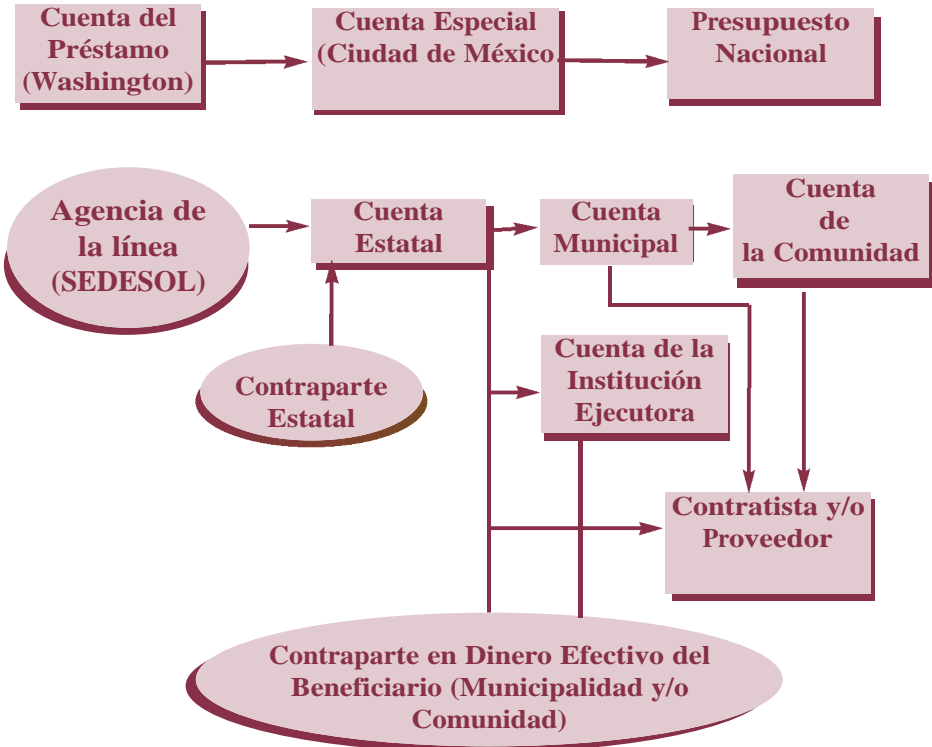 Cuenta del
Préstamo
(Washington)
Cuenta Especial
(Ciudad de México
Presupuesto
Nacional
Agencia de
la línea
(SEDESOL)
Cuenta
Estatal
Cuenta
Municipal
Cuenta
de
la Comunidad
Contraparte
Estatal
Cuenta de la
Institución
Ejecutora
Contratista y/o
Proveedor
Contraparte en Dinero Efectivo del
Beneficiario (Municipalidad y/o
Comunidad)